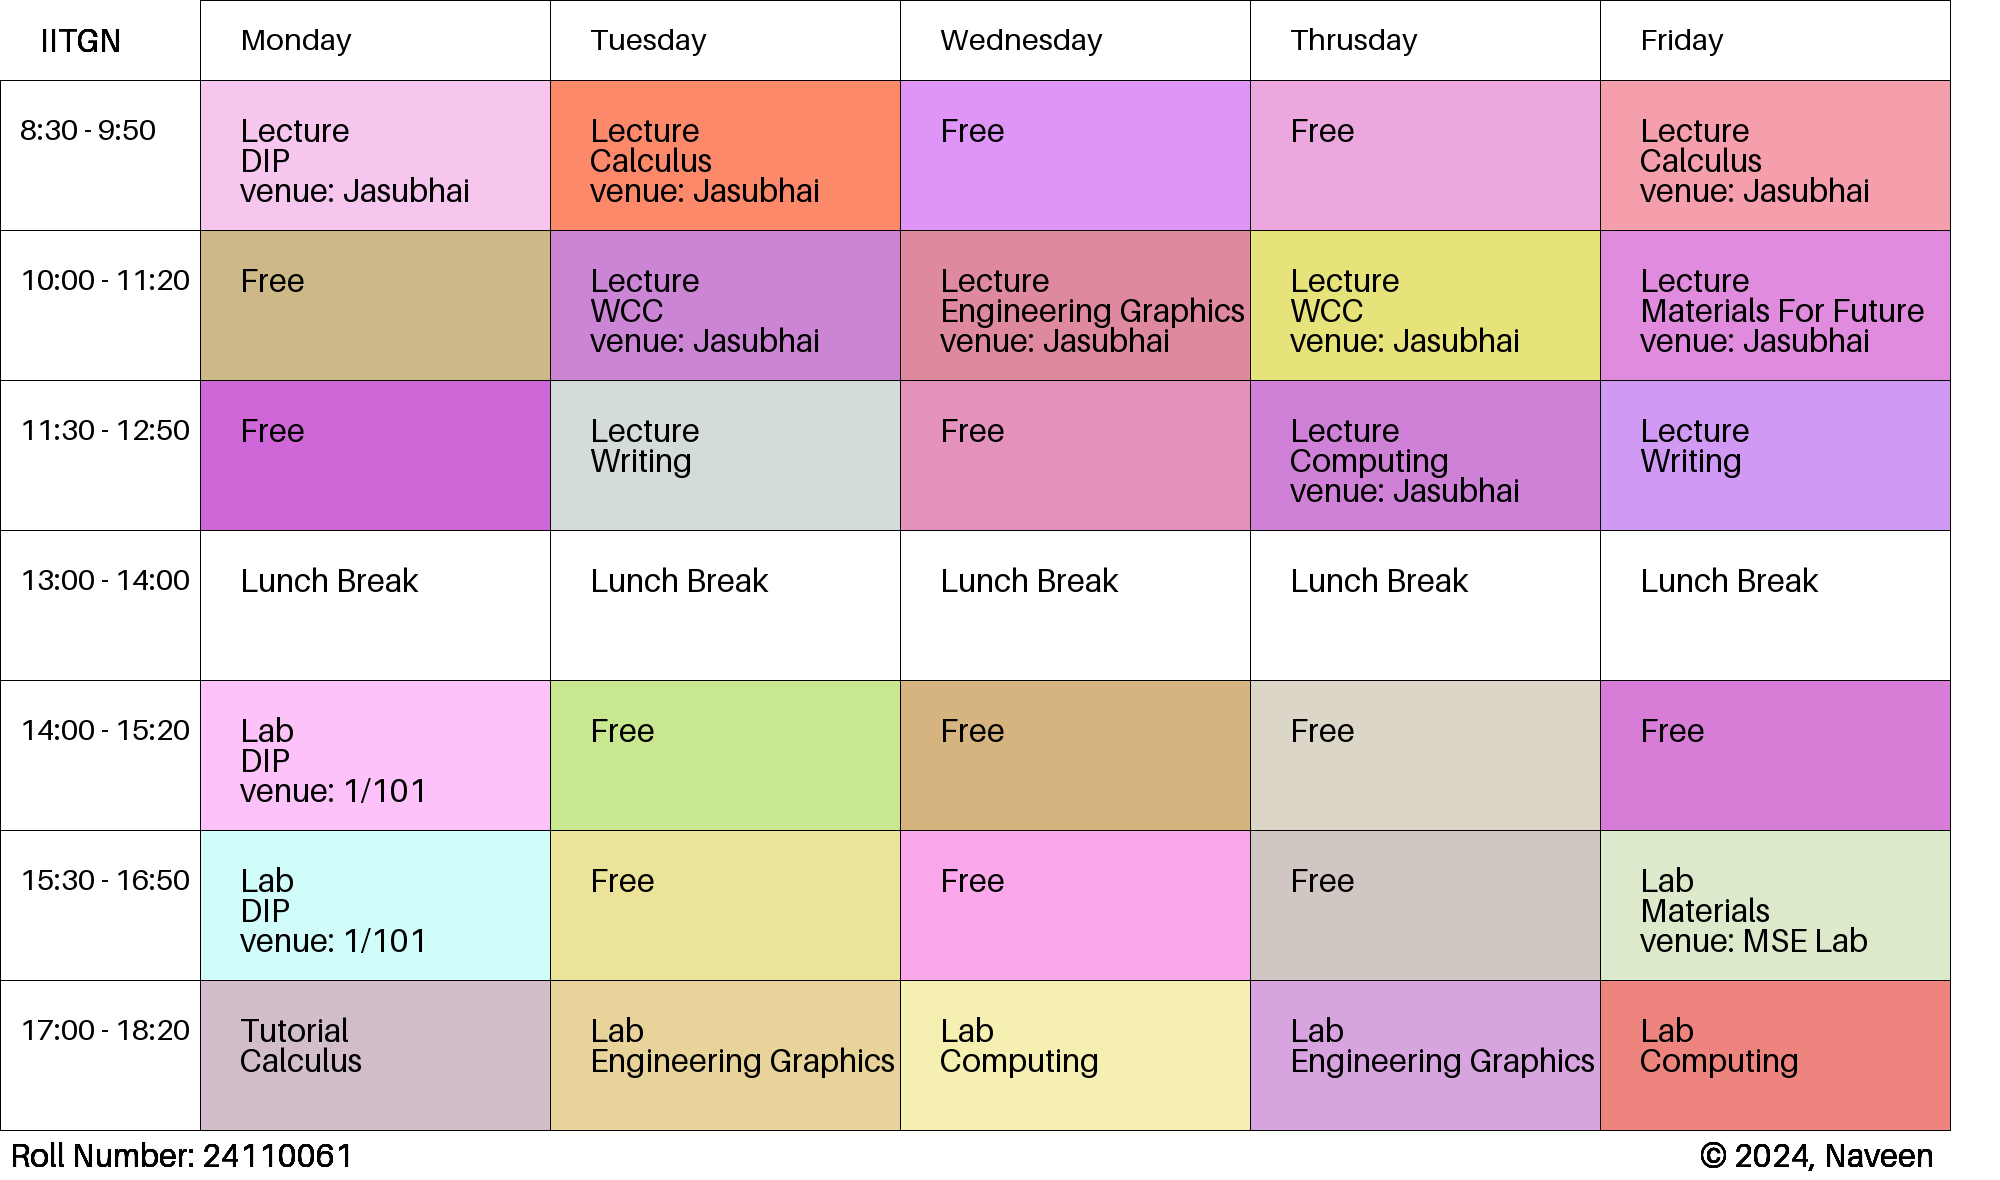 IITGN Monday Tuesday Wednesday Thrusday Friday
8:30 - 9:50
Lecture
DIP
venue: Jasubhai
Lecture
Calculus
venue: Jasubhai
Free
Free
Lecture
Calculus
venue: Jasubhai
10:00 - 11:20
Free
Lecture
WCC
venue: Jasubhai
Lecture
Engineering Graphics
venue: Jasubhai
Lecture
WCC
venue: Jasubhai
Lecture
Materials For Future
venue: Jasubhai
11:30 - 12:50
Free
Lecture
Writing
Free
Lecture
Computing
venue: Jasubhai
Lecture
Writing
13:00 - 14:00
Lunch Break
Lunch Break
Lunch Break
Lunch Break
Lunch Break
14:00 - 15:20
Lab
DIP
venue: 1/101
Free
Free
Free
Free
15:30 - 16:50
Lab
DIP
venue: 1/101
Free
Free
Free
Lab
Materials
venue: MSE Lab
17:00 - 18:20
Tutorial
Calculus
Lab
Engineering Graphics
Lab
Computing
Lab
Engineering Graphics
Lab
Computing
Roll Number: 24110061
© 2024, Naveen